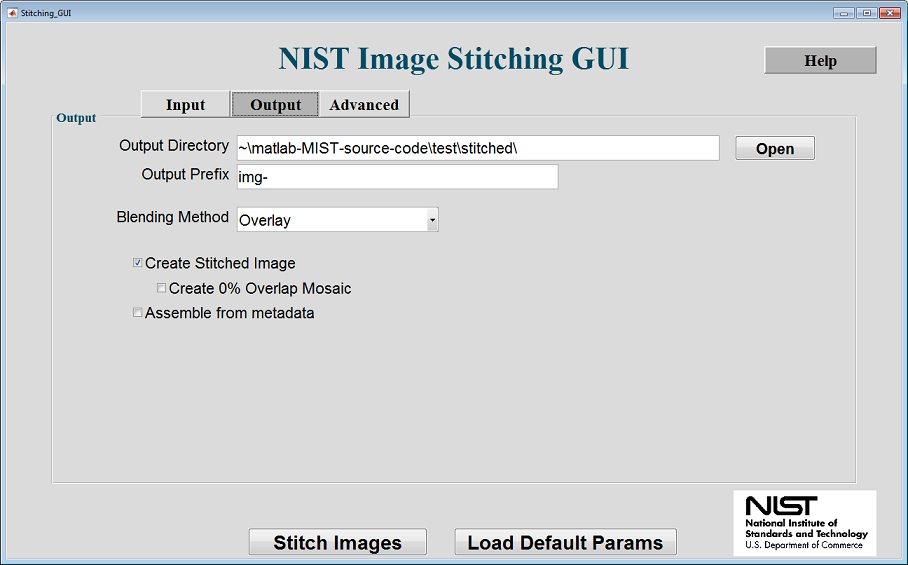 Stitching_GUI
NIST Image Stitching GUI
Help
Input Output Advanced
Output
Output Directory ~\matlab-MIST-source-code\test\stitched\ Open
Output Prefix img-
Blending Method Overlay
Create Stitched Image
Create 0% Overlap Mosaic
Assemble from metadata
Stitch Images Load Default Params
NIST
National Institute of
Standards and Technology
U.S. Department of Commerce